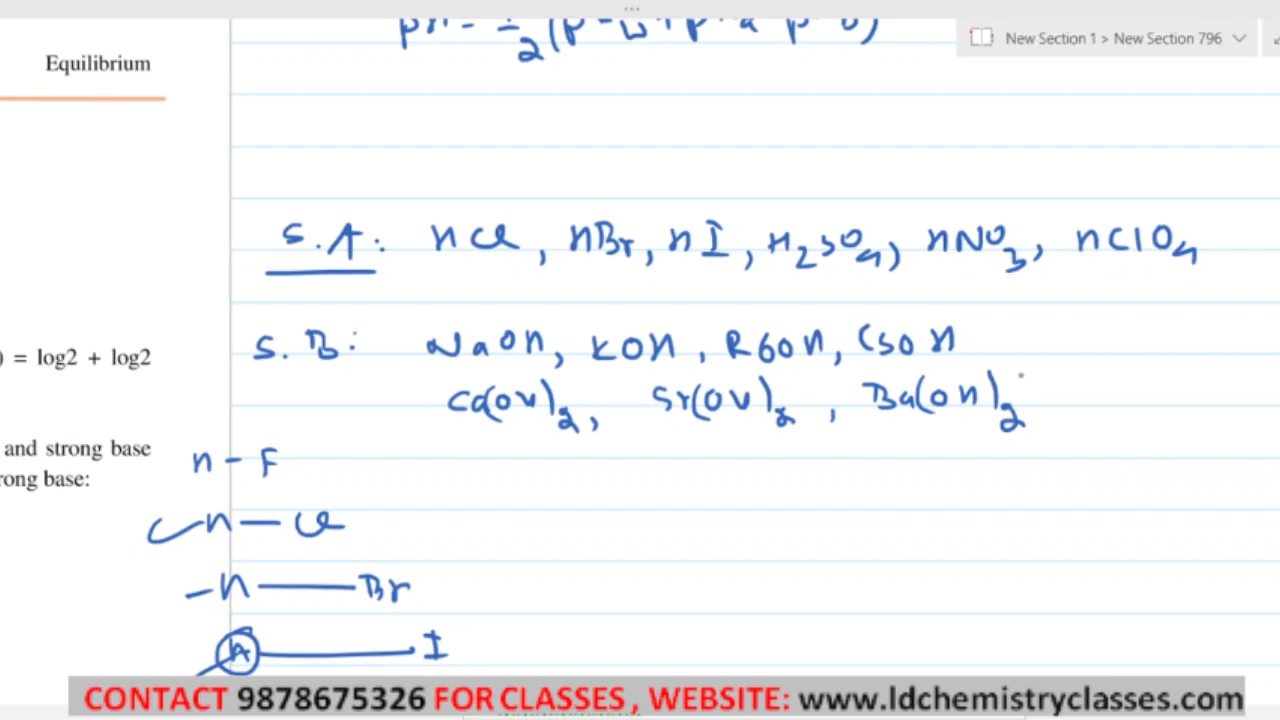 New Section 1 > New Section 796
Equilibrium
S.A: HCl, HBr, HI, H2SO4, HNO3, HClO4
) = log2 + log2
S.B: NaOH, KOH, RbOH, CsOH
Ca(OH)2, Sr(OH)2, Ba(OH)2
and strong base
rong base:
H - F
H — Cl
H — Br
H — I
CONTACT 9878675326 FOR CLASSES , WEBSITE: www.ldchemistryclasses.com